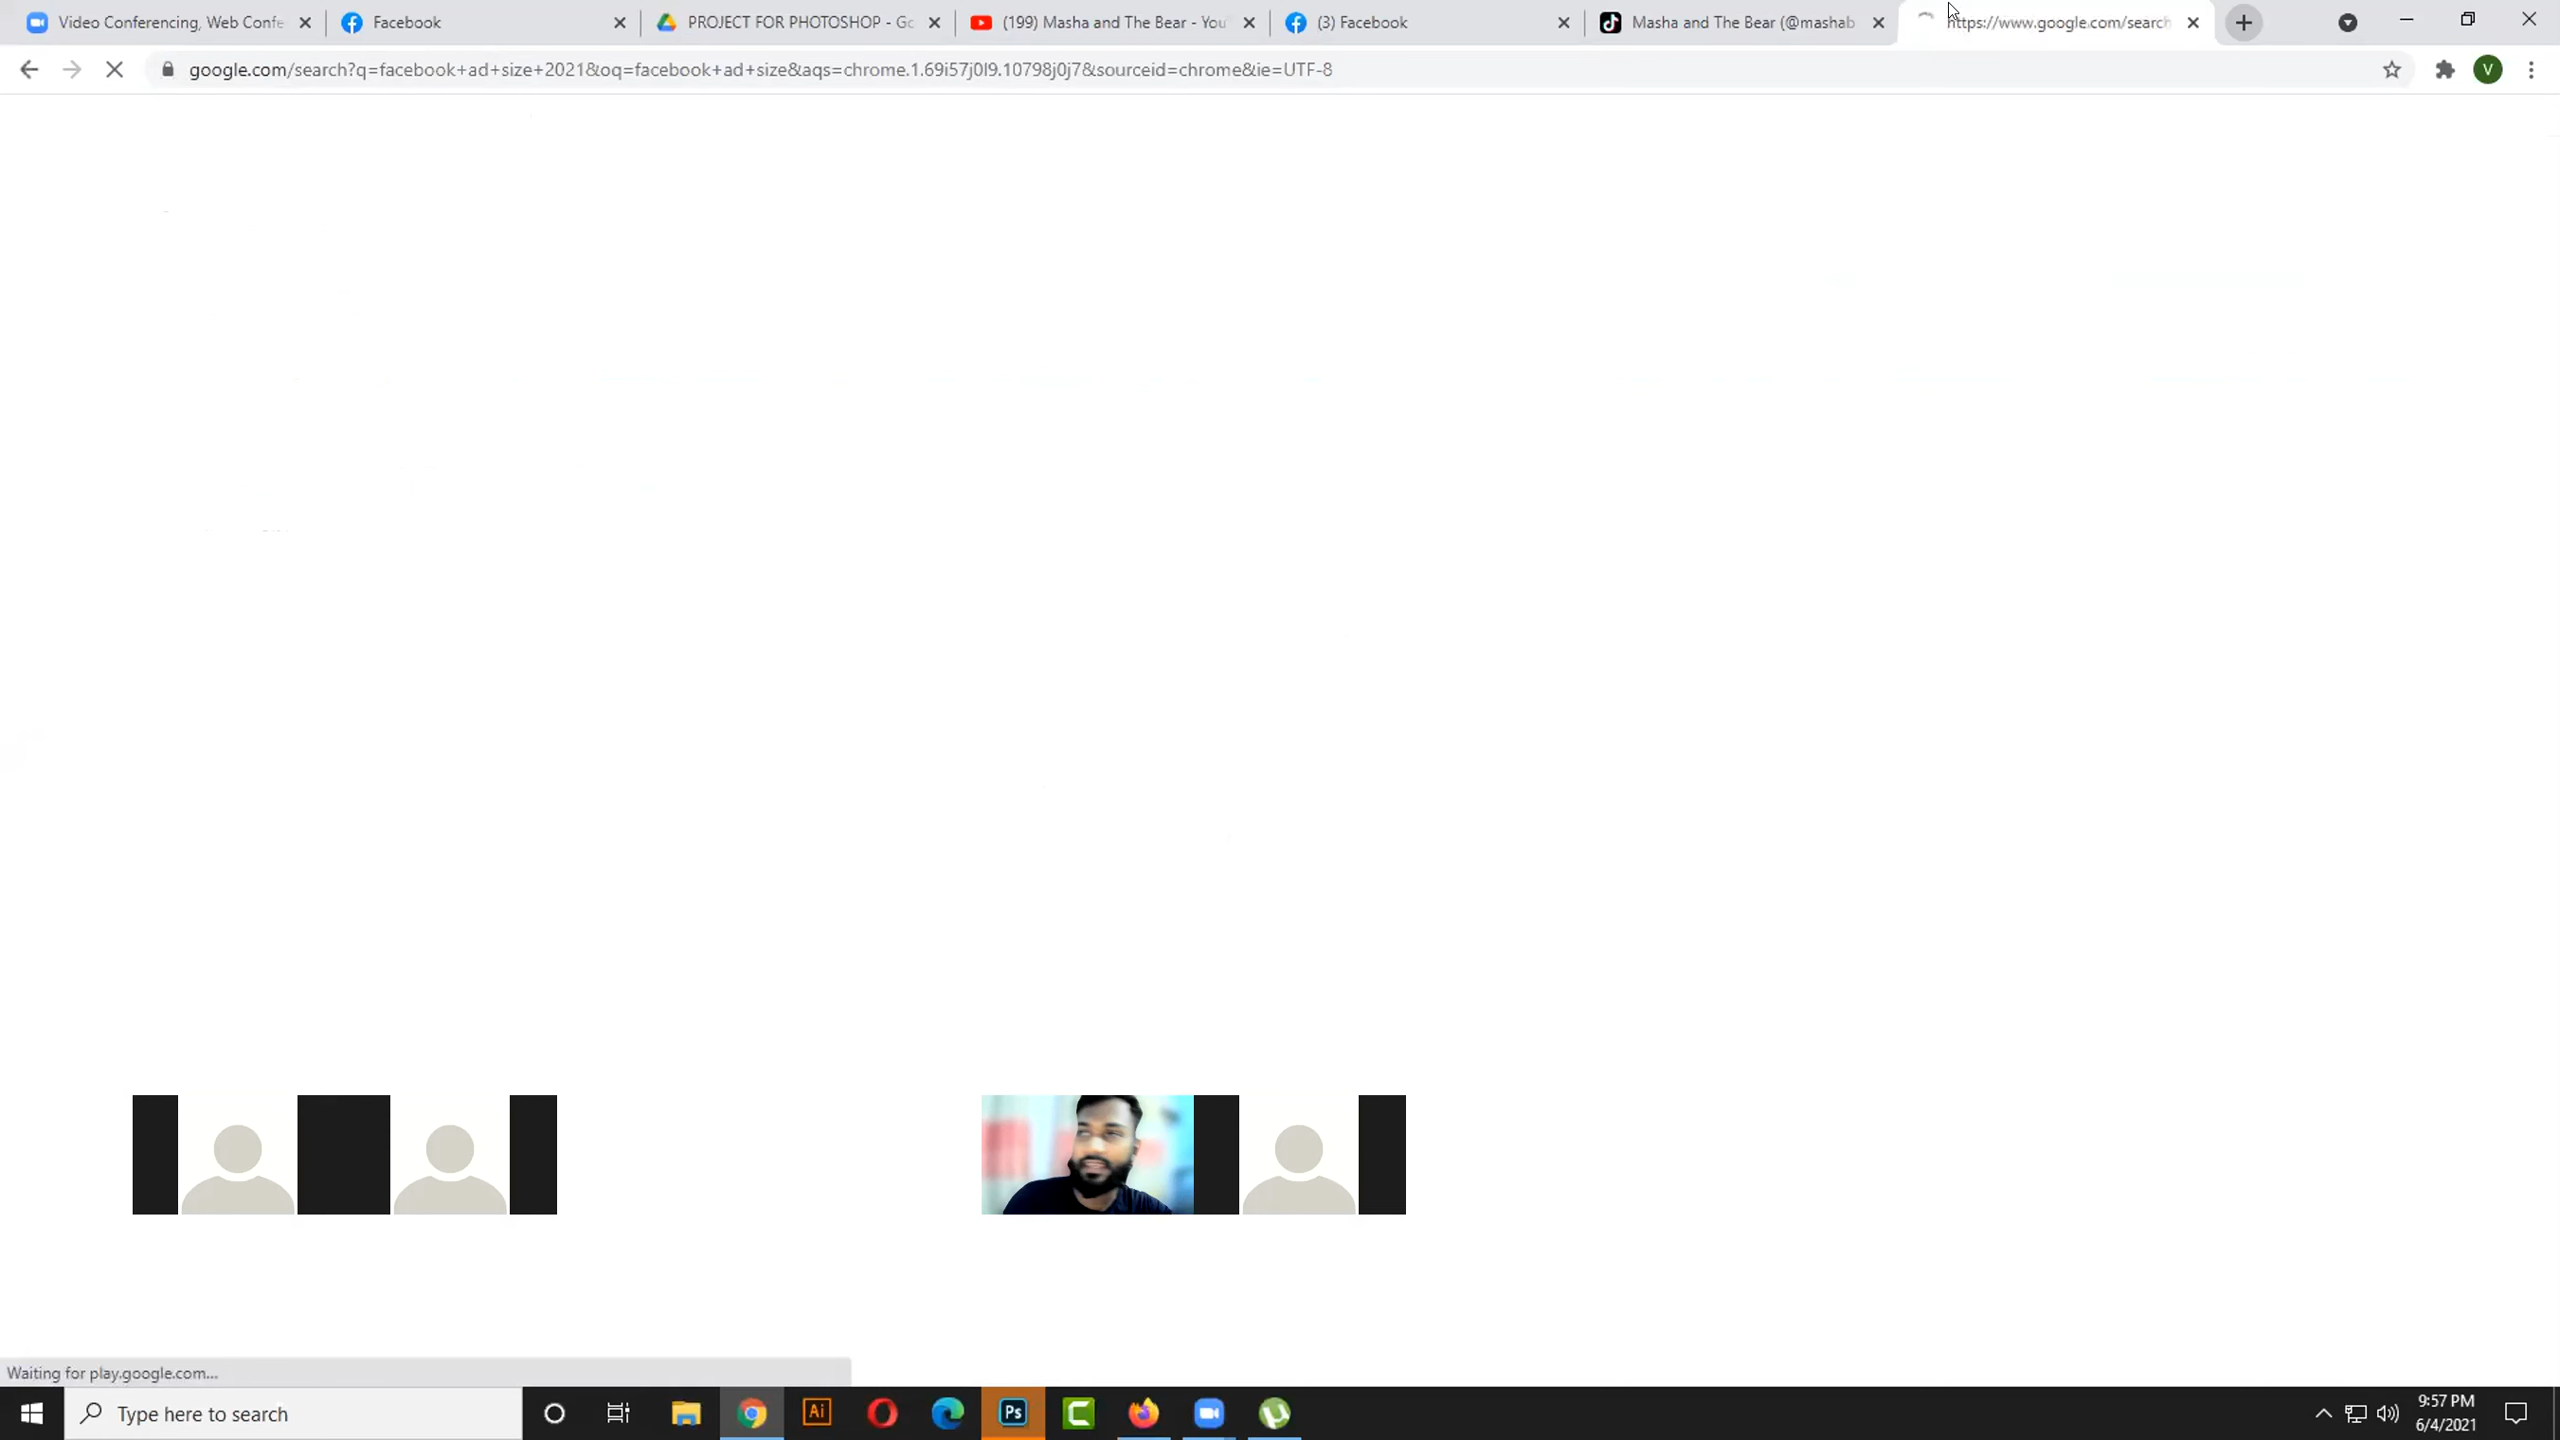 Video Conferencing, Web Confe
Facebook
PROJECT FOR PHOTOSHOP - Go
(199) Masha and The Bear - You
(3) Facebook
Masha and The Bear (@mashab
https://www.google.com/search
google.com/search?q=facebook+ad+size+2021&oq=facebook+ad+size&aqs=chrome.1.69i57j0l9.10798j0j7&sourceid=chrome&ie=UTF-8
V
Waiting for play.google.com...
Type here to search
Ai
Ps
9:57 PM
6/4/2021